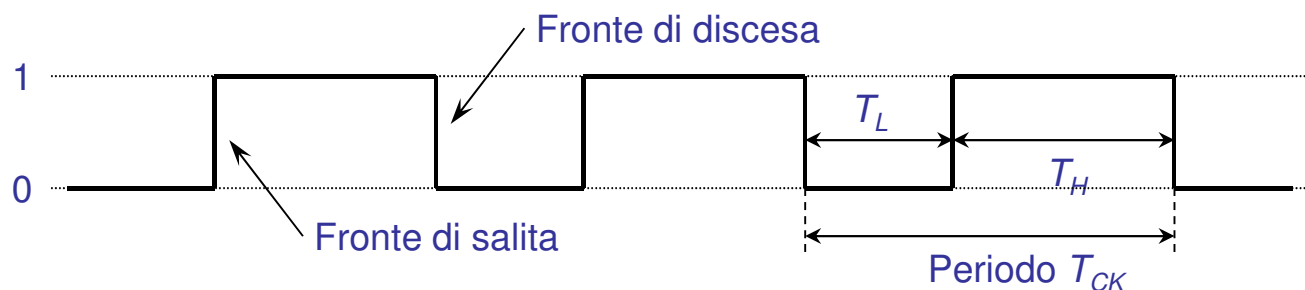 Fronte di discesa
1
T_L
0
T_H
Fronte di salita
Periodo T_CK